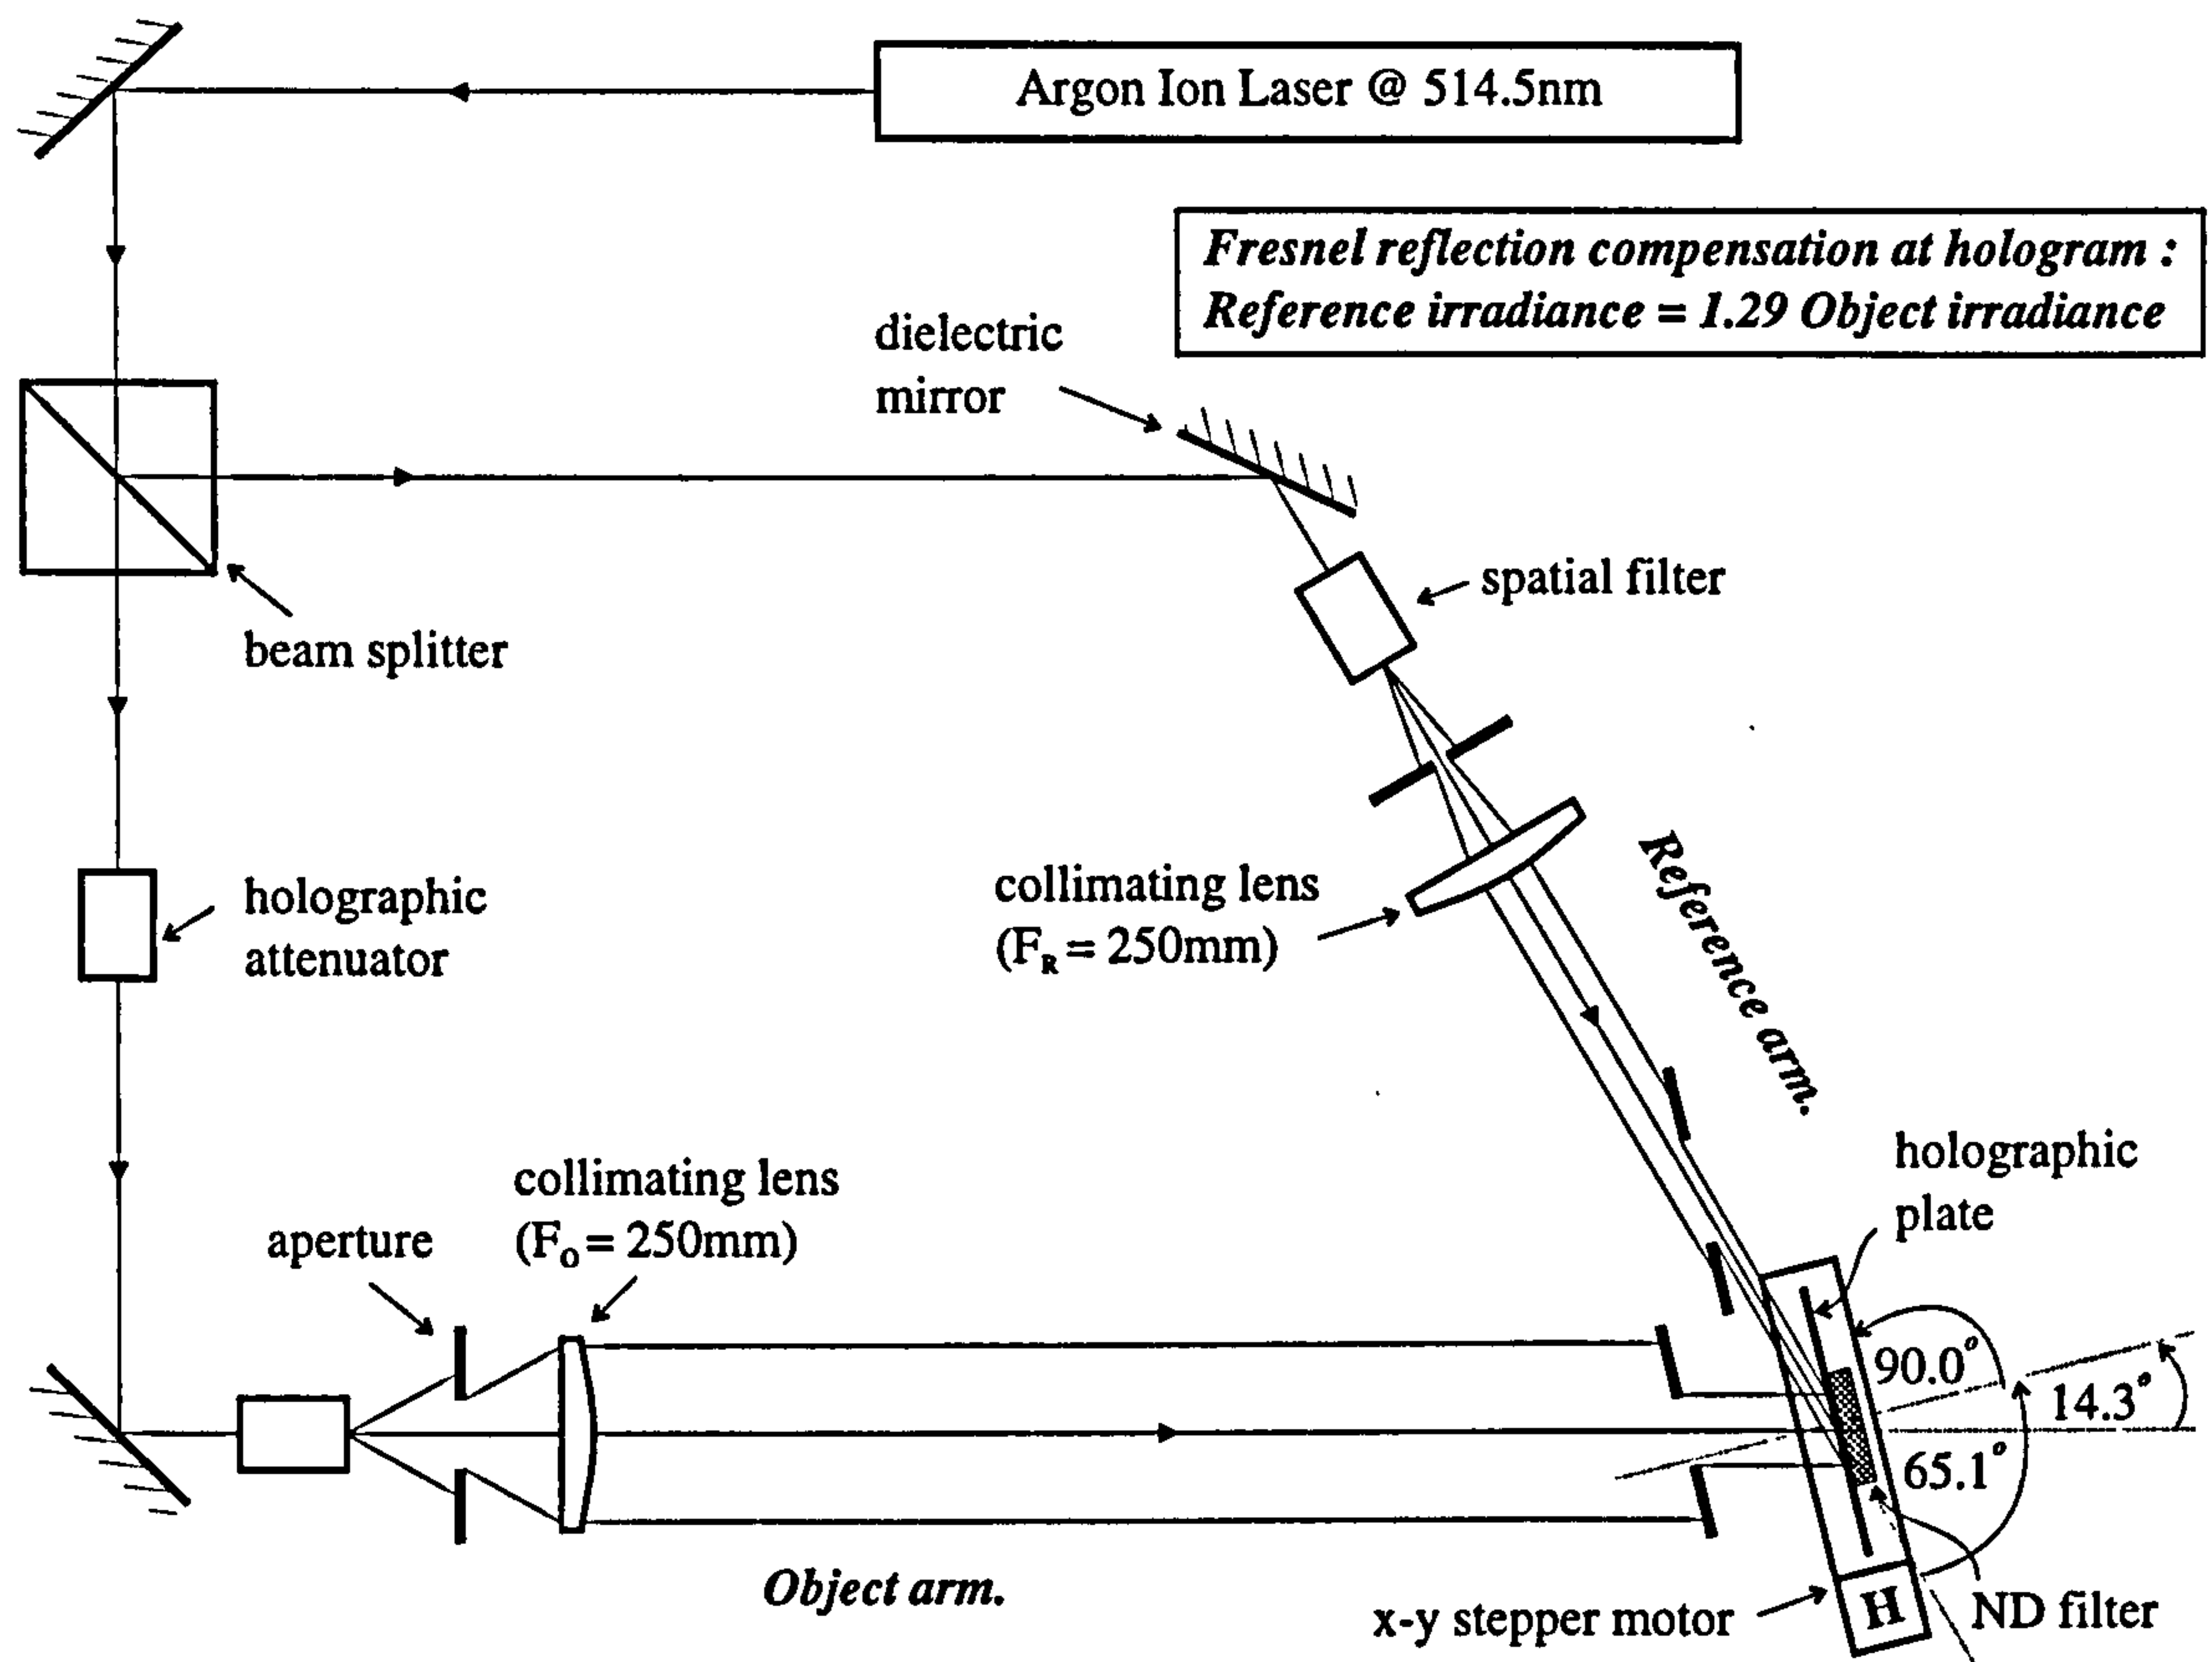 Argon Ion Laser @ 514.5nm
Fresnel reflection compensation at hologram :
Reference irradiance = 1.29 Object irradiance
dielectric
mirror
spatial filter
beam splitter
collimating lens
(F_R = 250mm)
Reference arm.
holographic
attenuator
holographic
plate
collimating lens
(F_O = 250mm)
aperture
90.0°
14.3°
65.1°
Object arm.
x-y stepper motor
H
ND filter